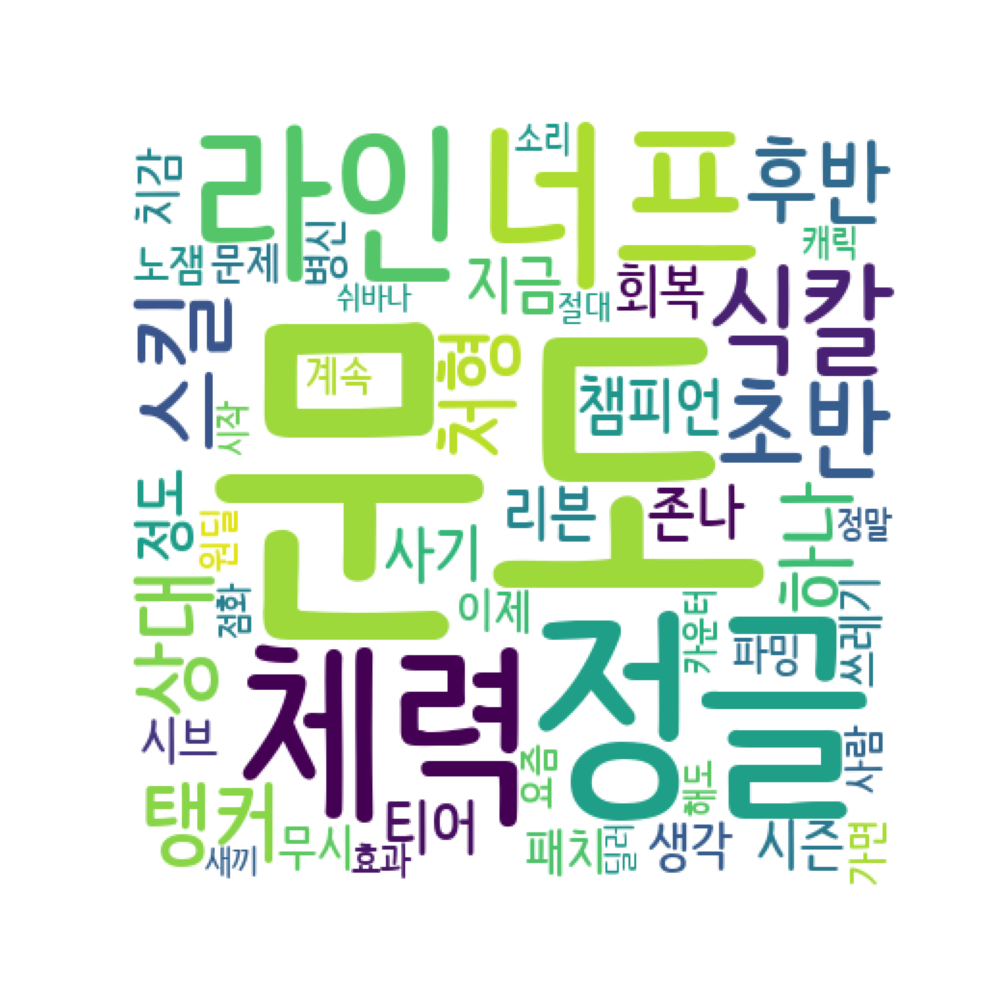 치감
라인
너프
소리
후반
캐릭
노잼
문제
병신
쉬바나
지금
절대
회복
식칼
스킬
시작
문도
계속
처형
챔피언
초반
정도
원딜
점화
사기
리븐
존나
하나
정말
상대
시브
체력
이제
정글
카운터
파밍
쓰레기
사람
탱커
새끼
무시
효과
티어
요즘
패치
딜러
해도
생각
시즌
가면